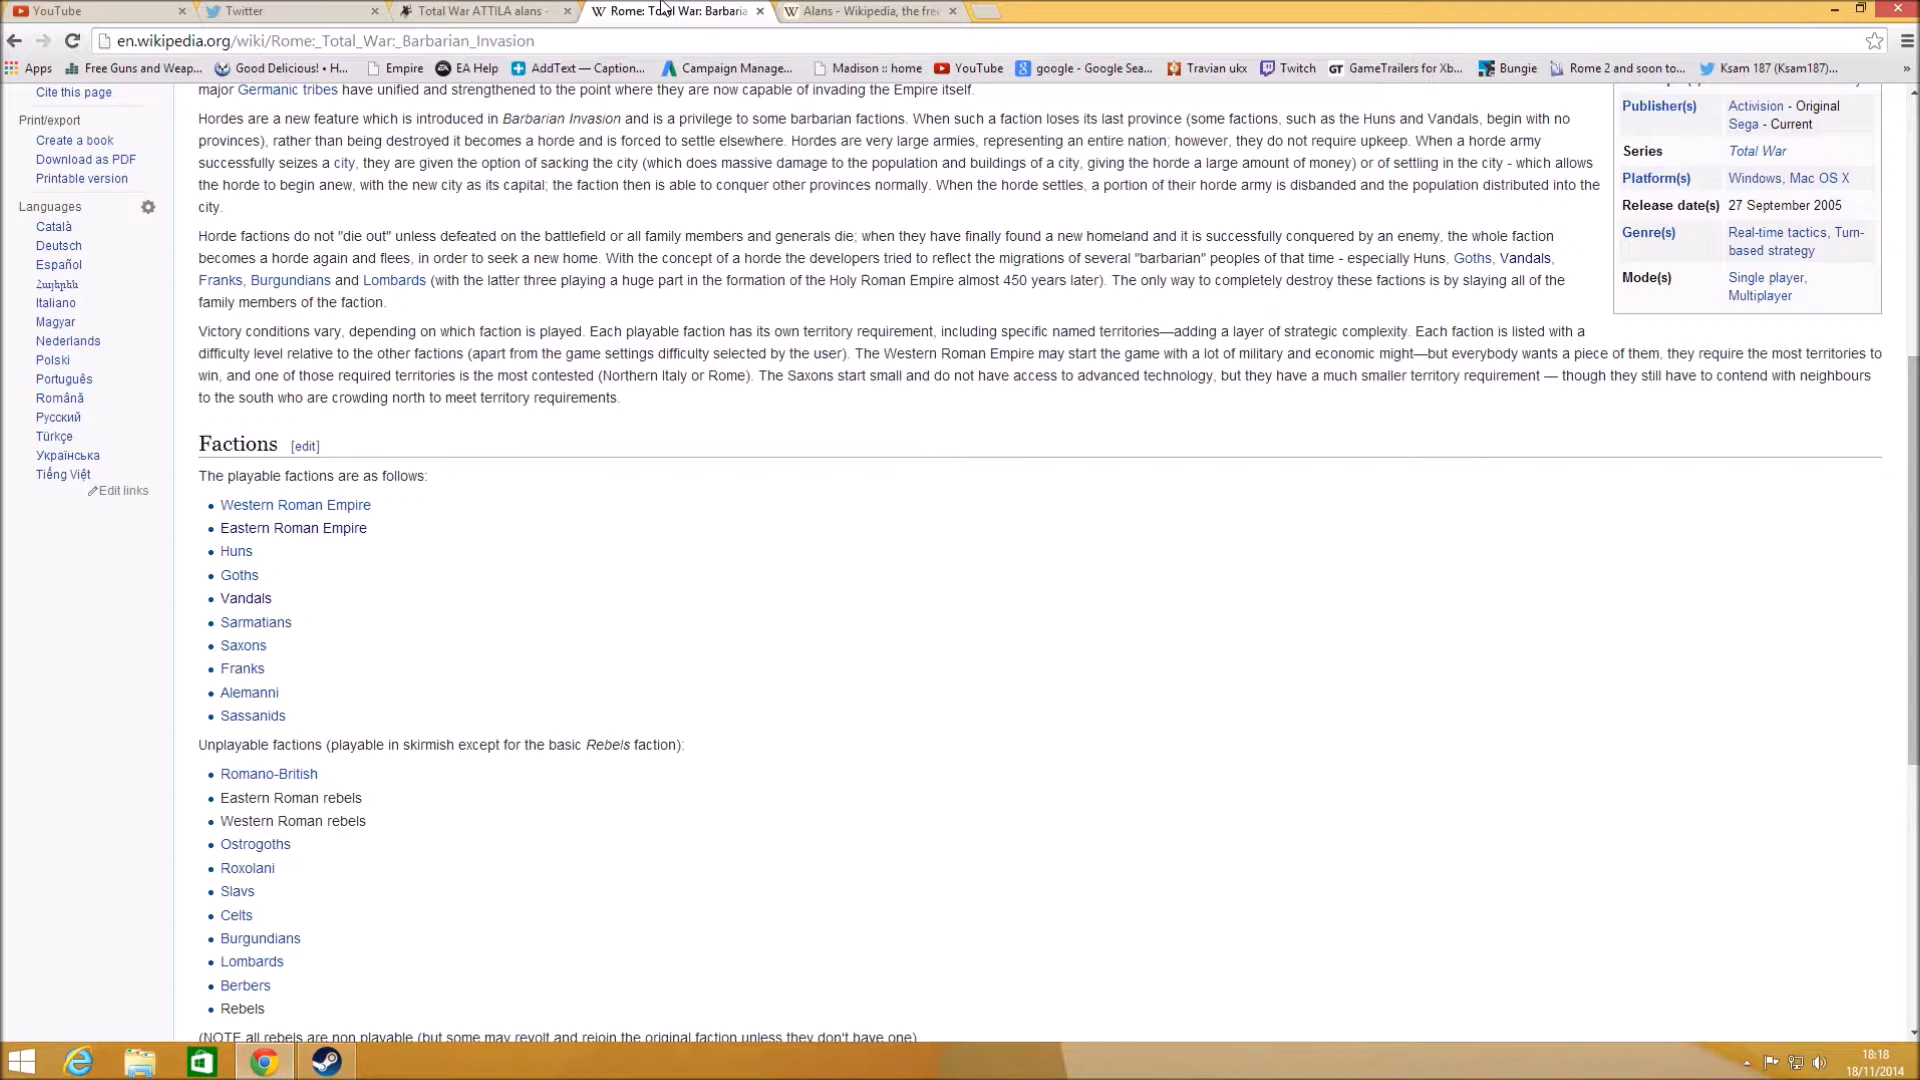 YouTube
Twitter
Total War ATTILA alans -
Rome: Total War: Barbaria
Alans - Wikipedia, the free
en.wikipedia.org/wiki/Rome:_Total_War:_Barbarian_Invasion
Apps Free Guns and Weap... Good Delicious! • H... Empire EA Help AddText — Caption... Campaign Manage... Madison :: home YouTube google - Google Sea... Travian ukx Twitch GameTrailers for Xb... Bungie Rome 2 and soon to... Ksam 187 (Ksam187)... »
Cite this page
Print/export
Create a book
Download as PDF
Printable version
Languages
Català
Deutsch
Español
Հայերեն
Italiano
Magyar
Nederlands
Polski
Português
Română
Русский
Türkçe
Українська
Tiếng Việt
Edit links
major Germanic tribes have unified and strengthened to the point where they are now capable of invading the Empire itself.
Hordes are a new feature which is introduced in Barbarian Invasion and is a privilege to some barbarian factions. When such a faction loses its last province (some factions, such as the Huns and Vandals, begin with no
provinces), rather than being destroyed it becomes a horde and is forced to settle elsewhere. Hordes are very large armies, representing an entire nation; however, they do not require upkeep. When a horde army
successfully seizes a city, they are given the option of sacking the city (which does massive damage to the population and buildings of a city, giving the horde a large amount of money) or of settling in the city - which allows
the horde to begin anew, with the new city as its capital; the faction then is able to conquer other provinces normally. When the horde settles, a portion of their horde army is disbanded and the population distributed into the
city.
Horde factions do not "die out" unless defeated on the battlefield or all family members and generals die; when they have finally found a new homeland and it is successfully conquered by an enemy, the whole faction
becomes a horde again and flees, in order to seek a new home. With the concept of a horde the developers tried to reflect the migrations of several "barbarian" peoples of that time - especially Huns, Goths, Vandals,
Franks, Burgundians and Lombards (with the latter three playing a huge part in the formation of the Holy Roman Empire almost 450 years later). The only way to completely destroy these factions is by slaying all of the
family members of the faction.
Victory conditions vary, depending on which faction is played. Each playable faction has its own territory requirement, including specific named territories—adding a layer of strategic complexity. Each faction is listed with a
difficulty level relative to the other factions (apart from the game settings difficulty selected by the user). The Western Roman Empire may start the game with a lot of military and economic might—but everybody wants a piece of them, they require the most territories to
win, and one of those required territories is the most contested (Northern Italy or Rome). The Saxons start small and do not have access to advanced technology, but they have a much smaller territory requirement — though they still have to contend with neighbours
to the south who are crowding north to meet territory requirements.
Publisher(s) Activision - Original
Sega - Current
Series Total War
Platform(s) Windows, Mac OS X
Release date(s) 27 September 2005
Genre(s) Real-time tactics, Turn-
based strategy
Mode(s) Single player,
Multiplayer
Factions [edit]
The playable factions are as follows:
• Western Roman Empire
• Eastern Roman Empire
• Huns
• Goths
• Vandals
• Sarmatians
• Saxons
• Franks
• Alemanni
• Sassanids
Unplayable factions (playable in skirmish except for the basic Rebels faction):
• Romano-British
• Eastern Roman rebels
• Western Roman rebels
• Ostrogoths
• Roxolani
• Slavs
• Celts
• Burgundians
• Lombards
• Berbers
• Rebels
(NOTE all rebels are non playable (but some may revolt and rejoin the original faction unless they don't have one)
18:18
18/11/2014